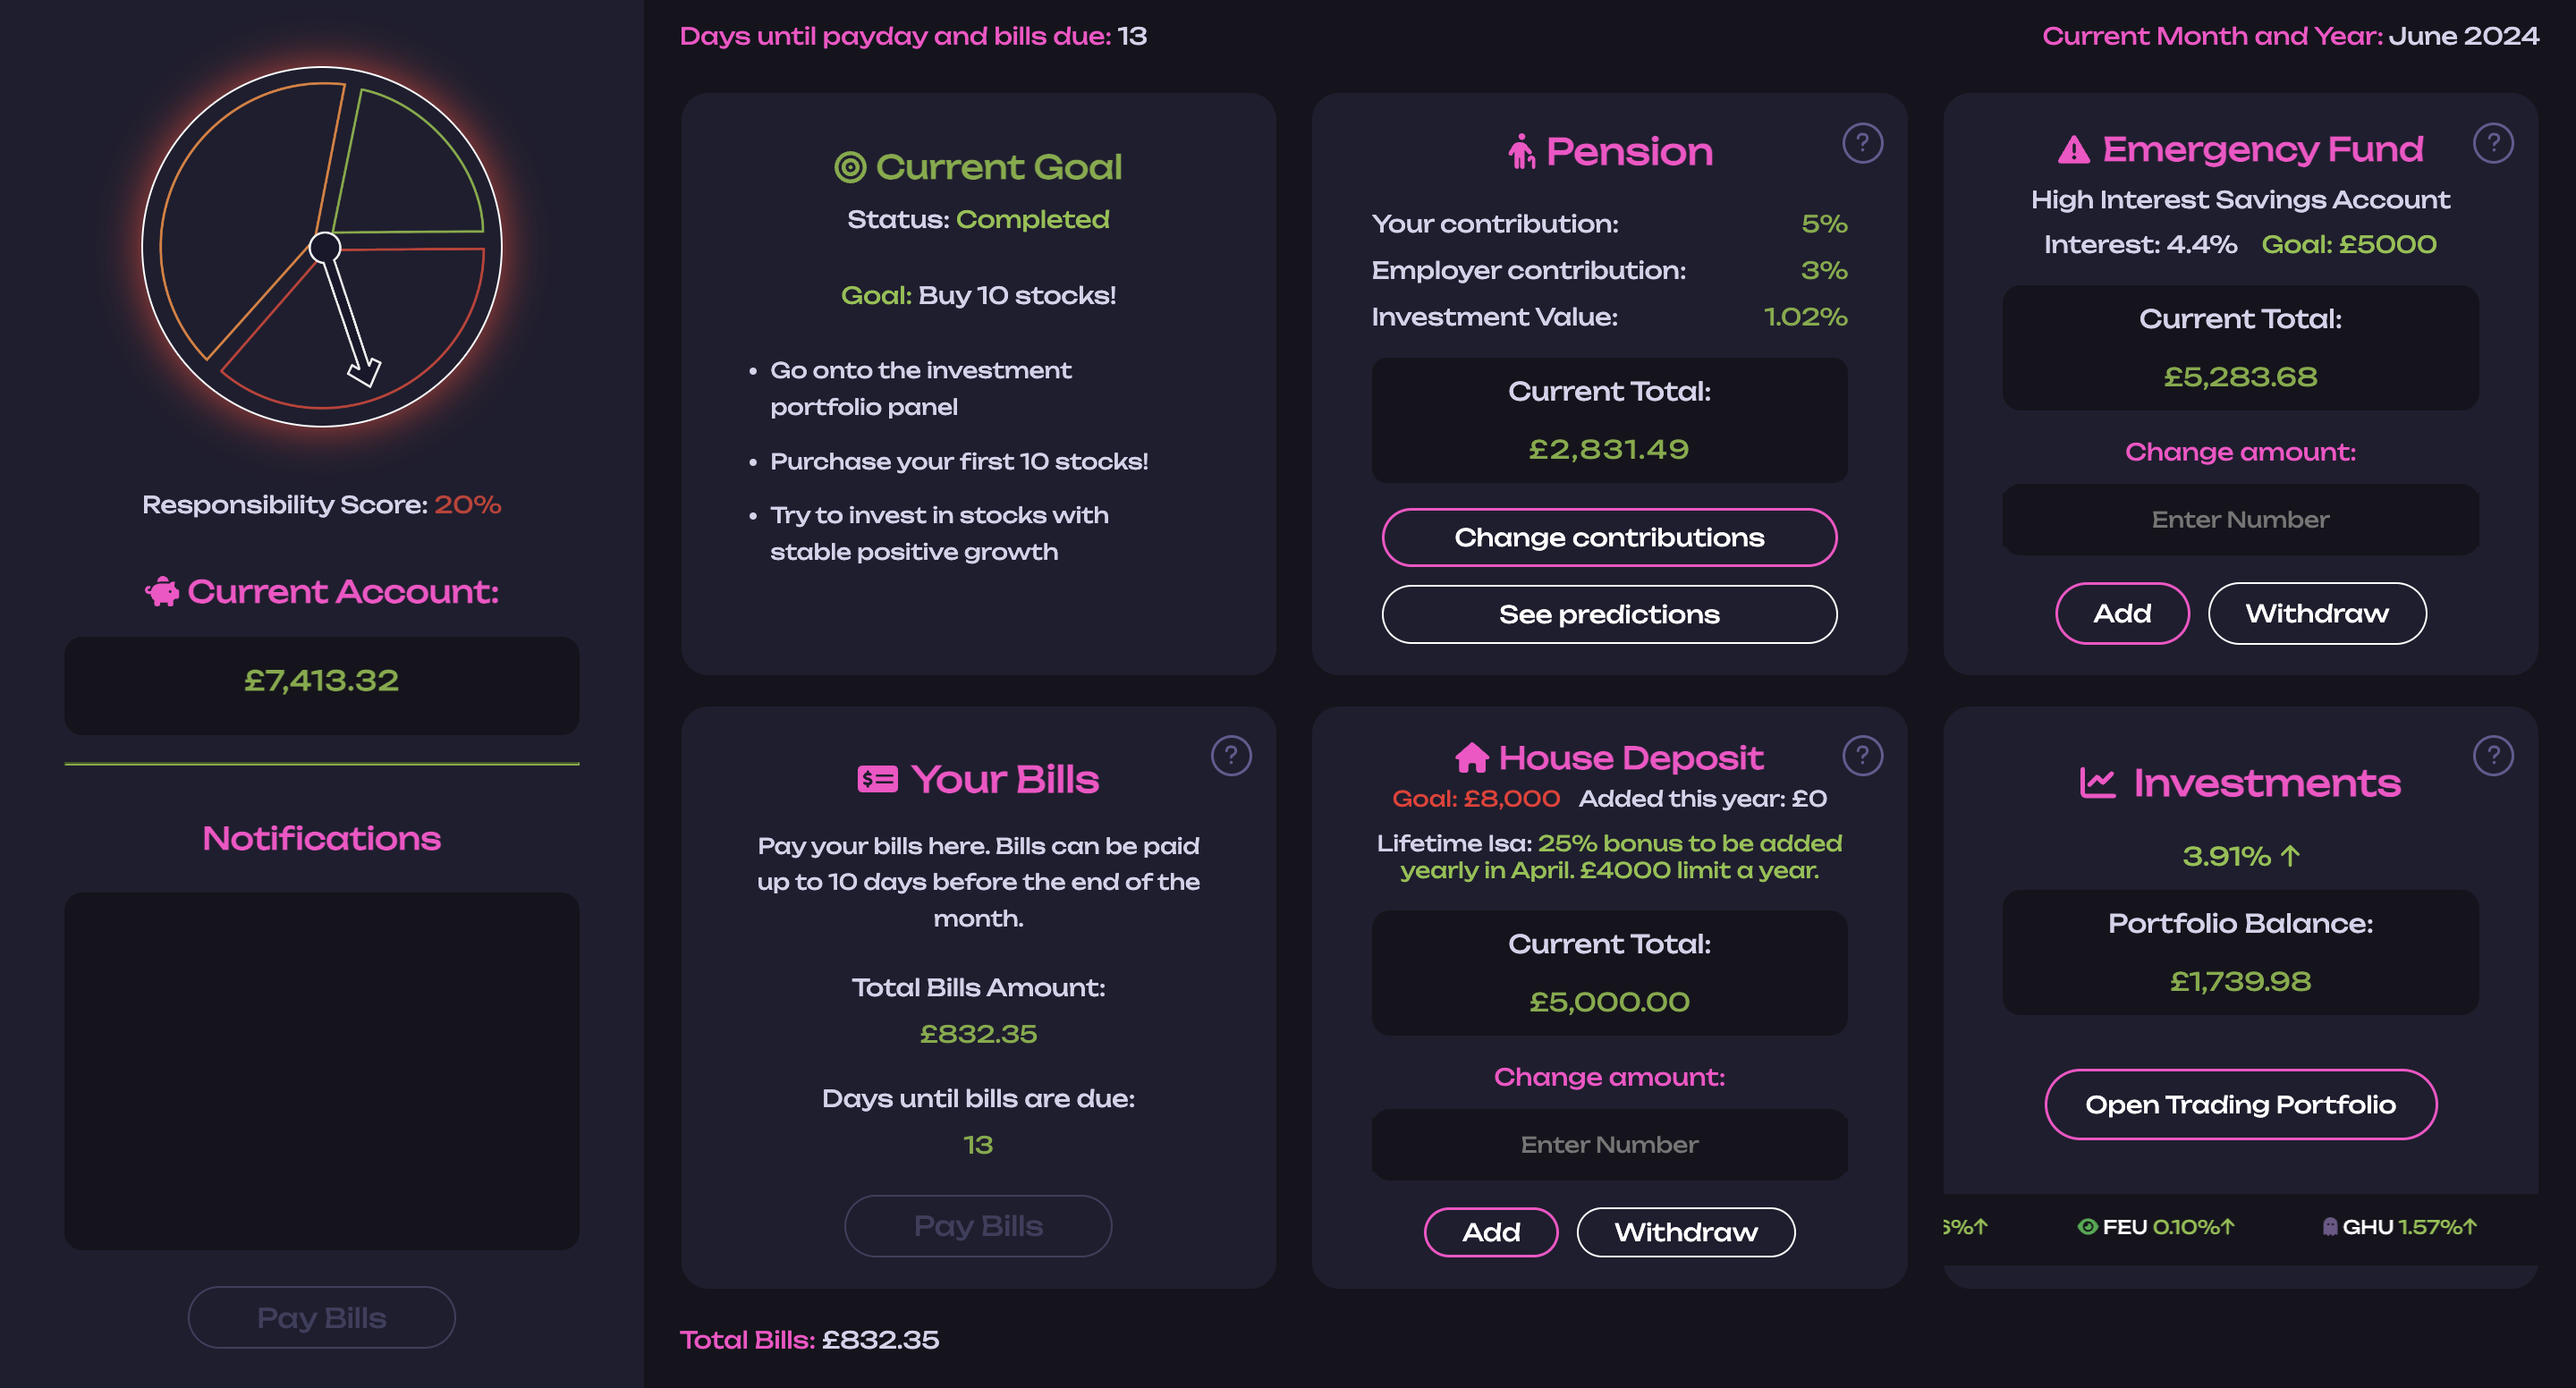 Days until payday and bills due: 13
Current Month and Year: June 2024
Responsibility Score: 20%
Current Account:
£7,413.32
Notifications
Pay Bills
Current Goal
Status: Completed
Goal: Buy 10 stocks!
• Go onto the investment
portfolio panel
• Purchase your first 10 stocks!
• Try to invest in stocks with
stable positive growth
Pension
?
Your contribution: 5%
Employer contribution: 3%
Investment Value: 1.02%
Current Total:
£2,831.49
Change contributions
See predictions
Emergency Fund
?
High Interest Savings Account
Interest: 4.4% Goal: £5000
Current Total:
£5,283.68
Change amount:
Enter Number
Add Withdraw
Your Bills
?
Pay your bills here. Bills can be paid
up to 10 days before the end of the
month.
Total Bills Amount:
£832.35
Days until bills are due:
13
Pay Bills
House Deposit
?
Goal: £8,000 Added this year: £0
Lifetime Isa: 25% bonus to be added
yearly in April. £4000 limit a year.
Current Total:
£5,000.00
Change amount:
Enter Number
Add Withdraw
Investments
?
3.91% ↑
Portfolio Balance:
£1,739.98
Open Trading Portfolio
%↑ FEU 0.10%↑ GHU 1.57%↑
Total Bills: £832.35